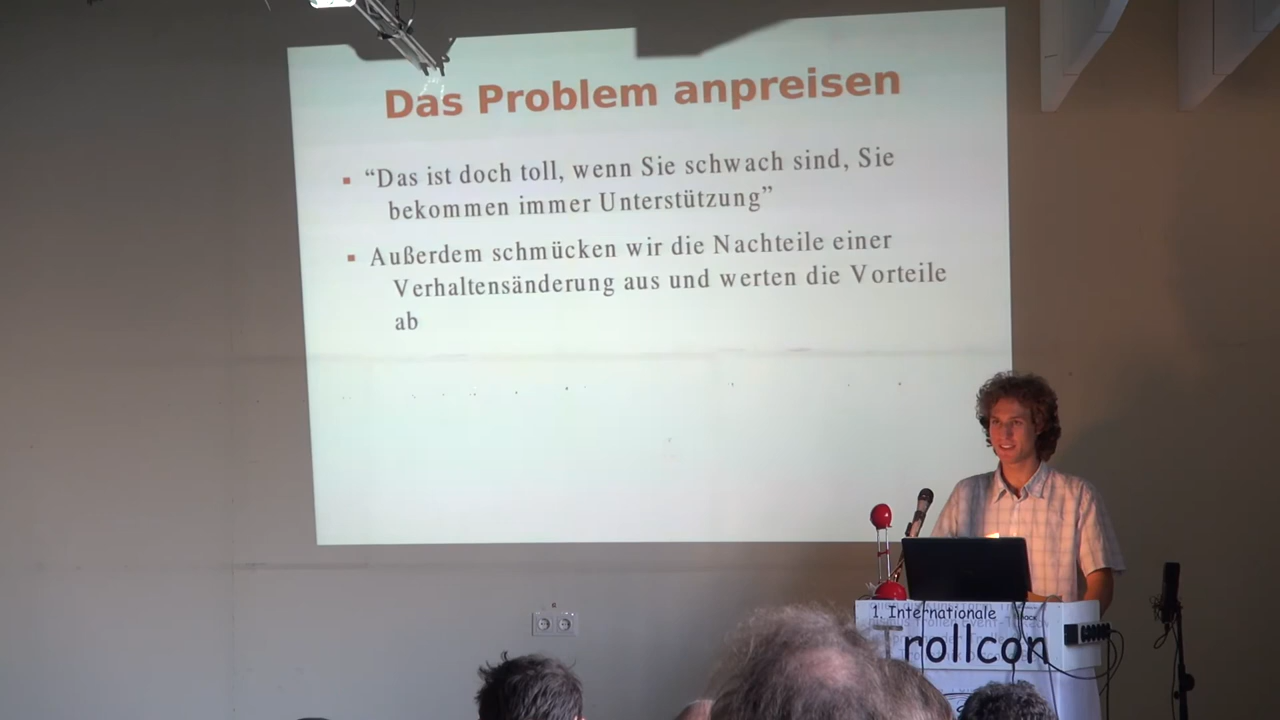 Das Problem anpreisen
“Das ist doch toll, wenn Sie schwach sind, Sie
bekommen immer Unterstützung”
Außerdem schmücken wir die Nachteile einer
Verhaltensänderung aus und werten die Vorteile
ab
1. Internationale
Trollcon